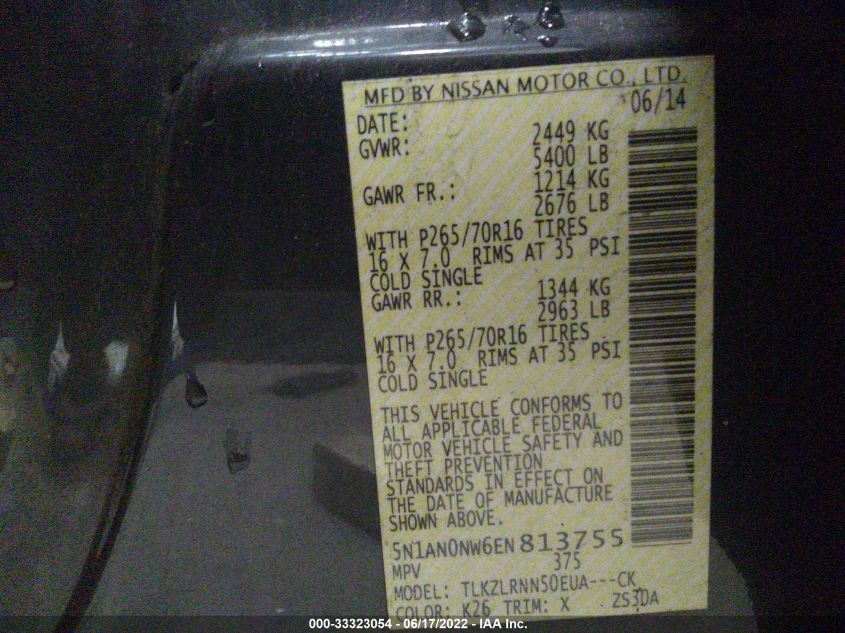 MFD BY NISSAN MOTOR CO., LTD.
DATE: 06/14
GVWR: 2449 KG
5400 LB
GAWR FR.: 1214 KG
2676 LB
WITH P265/70R16 TIRES
16 X 7.0 RIMS AT 35 PSI
COLD SINGLE
GAWR RR.: 1344 KG
2963 LB
WITH P265/70R16 TIRES
16 X 7.0 RIMS AT 35 PSI
COLD SINGLE
THIS VEHICLE CONFORMS TO
ALL APPLICABLE FEDERAL
MOTOR VEHICLE SAFETY AND
THEFT PREVENTION
STANDARDS IN EFFECT ON
THE DATE OF MANUFACTURE
SHOWN ABOVE.
5N1AN0NW6EN813755
MPV 375
MODEL: TLKZLRNN50EUA---CK
COLOR: K26 TRIM: X ZS30A
000-33323054 - 06/17/2022 - IAA Inc.